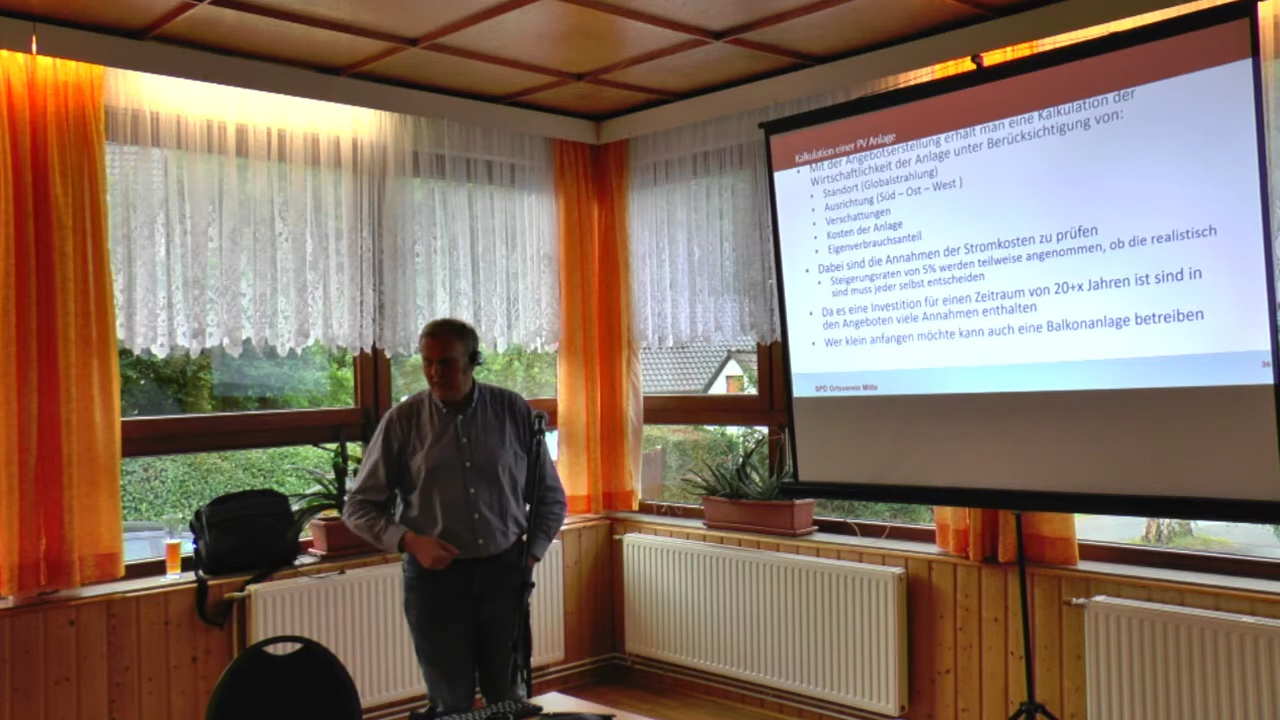 Kalkulation einer PV Anlage
• Mit der Angebotserstellung erhält man eine Kalkulation der
Wirtschaftlichkeit der Anlage unter Berücksichtigung von:
• Standort (Globalstrahlung)
• Ausrichtung (Süd – Ost – West )
• Verschattungen
• Kosten der Anlage
• Eigenverbrauchsanteil
• Dabei sind die Annahmen der Stromkosten zu prüfen
• Steigerungsraten von 5% werden teilweise angenommen, ob die realistisch
sind muss jeder selbst entscheiden
• Da es eine Investition für einen Zeitraum von 20+x Jahren ist sind in
den Angeboten viele Annahmen enthalten
• Wer klein anfangen möchte kann auch eine Balkonanlage betreiben
SPD Ortsverein Mitte